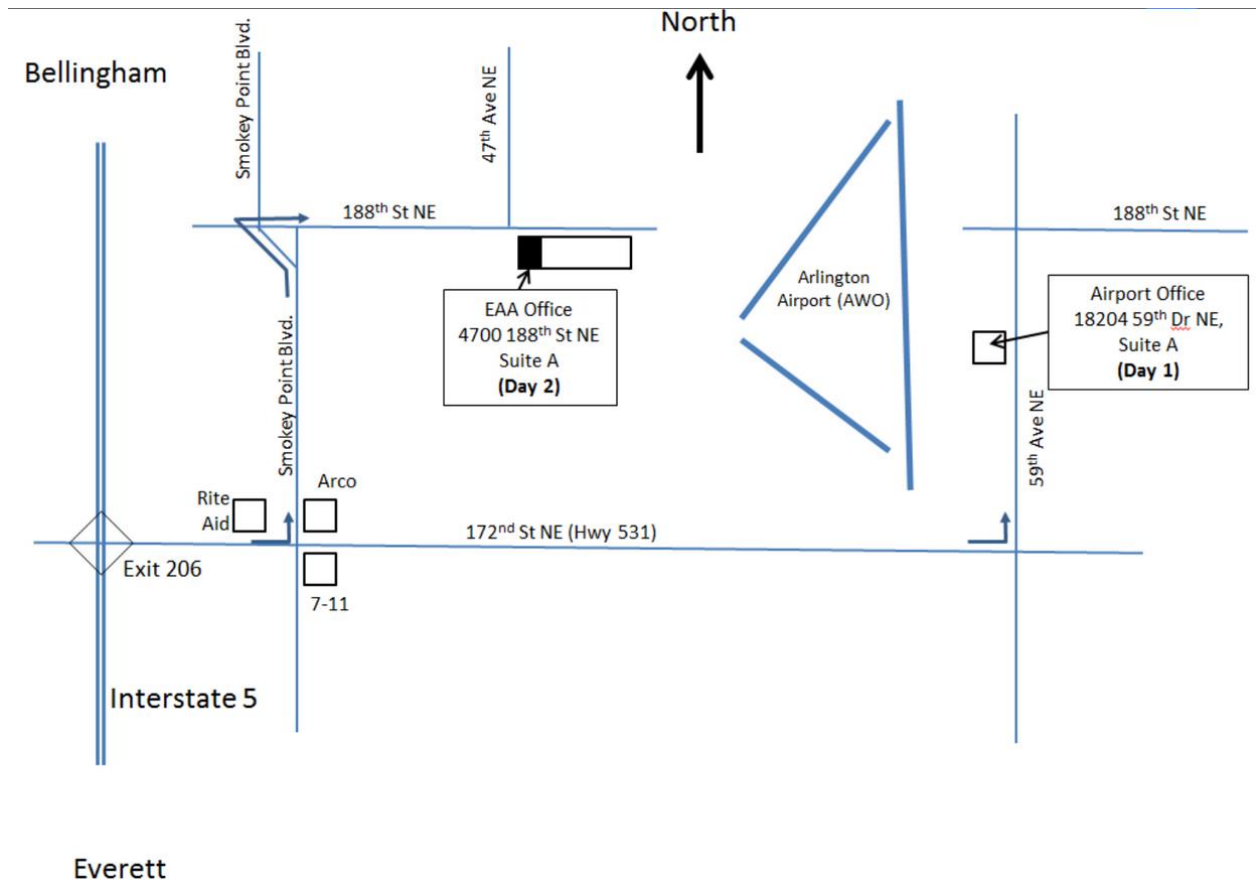 North
Bellingham
Smokey Point Blvd.
47th Ave NE
188th St NE
188th St NE
EAA Office
4700 188th St NE
Suite A
(Day 2)
Arlington
Airport (AWO)
Airport Office
18204 59th Dr NE,
Suite A
(Day 1)
Smokey Point Blvd.
59th Ave NE
Rite
Aid
Arco
172nd St NE (Hwy 531)
Exit 206
7-11
Interstate 5
Everett